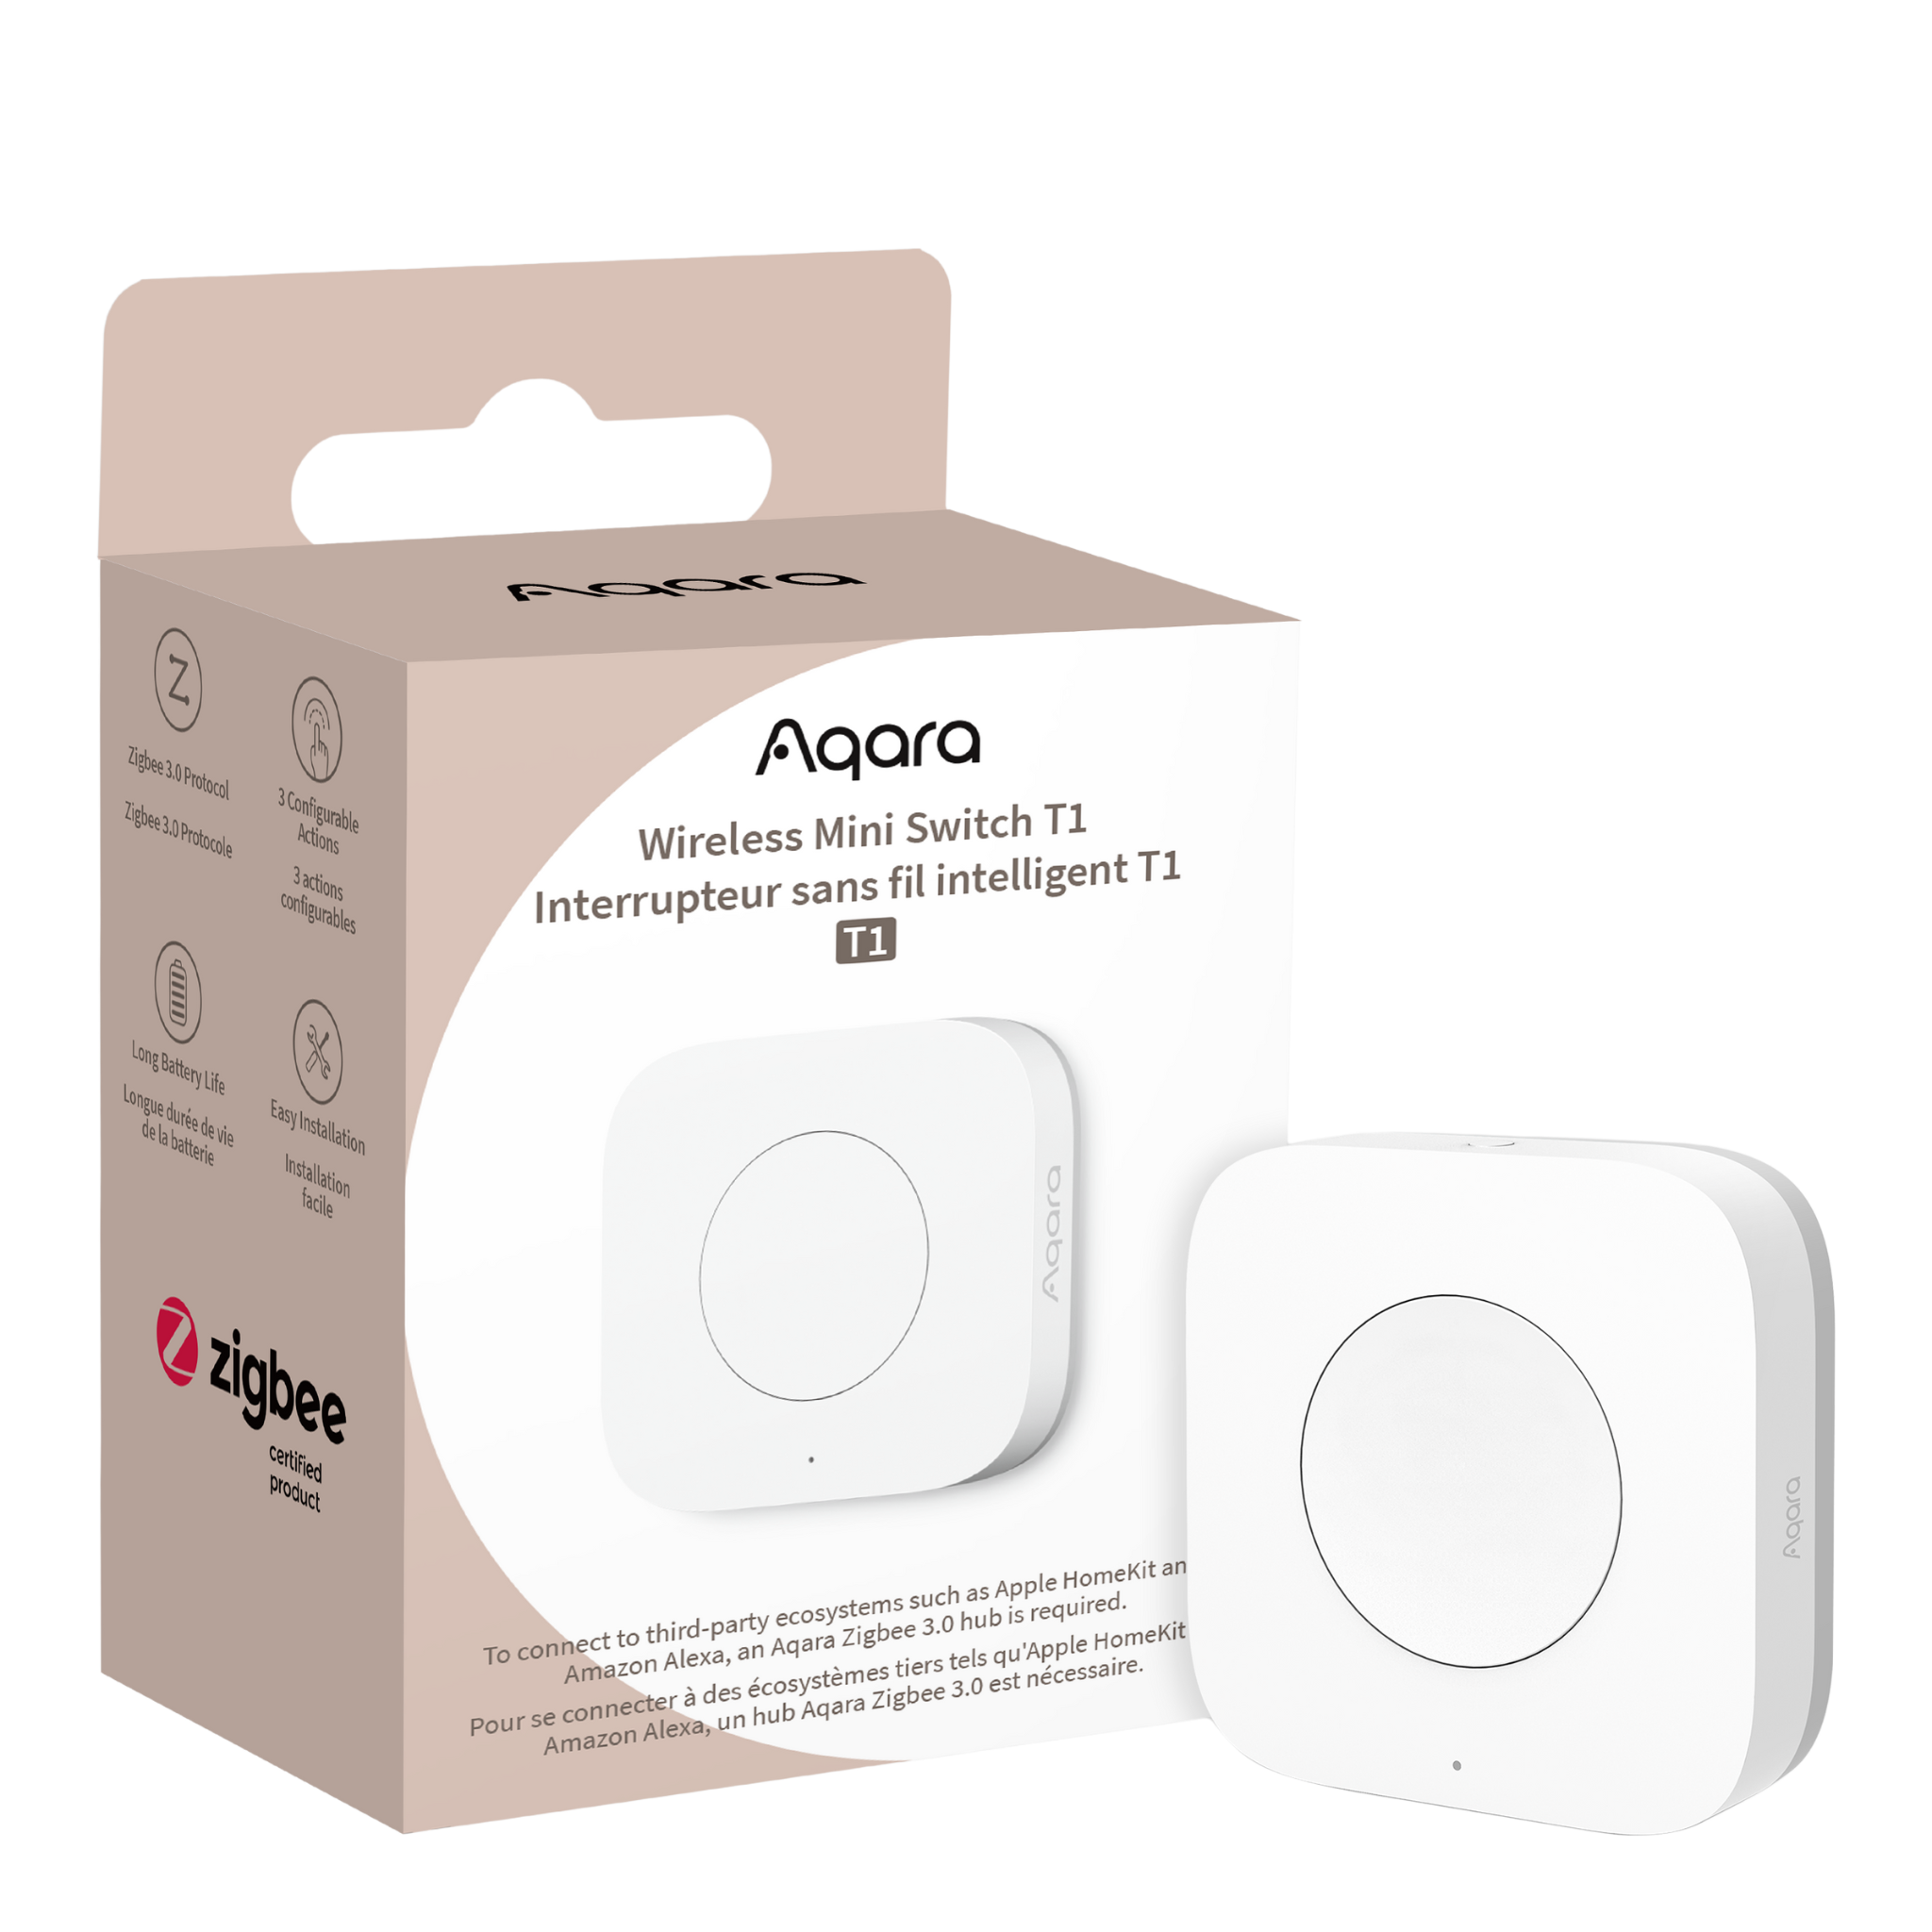 Aqara
Zigbee 3.0 Protocol
Zigbee 3.0 Protocole
3 Configurable
Actions
3 actions
configurables
Long Battery Life
Longue durée de vie
de la batterie
Easy Installation
Installation
facile
zigbee
certified
product
Aqara
Wireless Mini Switch T1
Interrupteur sans fil intelligent T1
T1
Aqara
To connect to third-party ecosystems such as Apple HomeKit an
Amazon Alexa, an Aqara Zigbee 3.0 hub is required.
Pour se connecter à des écosystèmes tiers tels qu'Apple HomeKit
Amazon Alexa, un hub Aqara Zigbee 3.0 est nécessaire.
Aqara